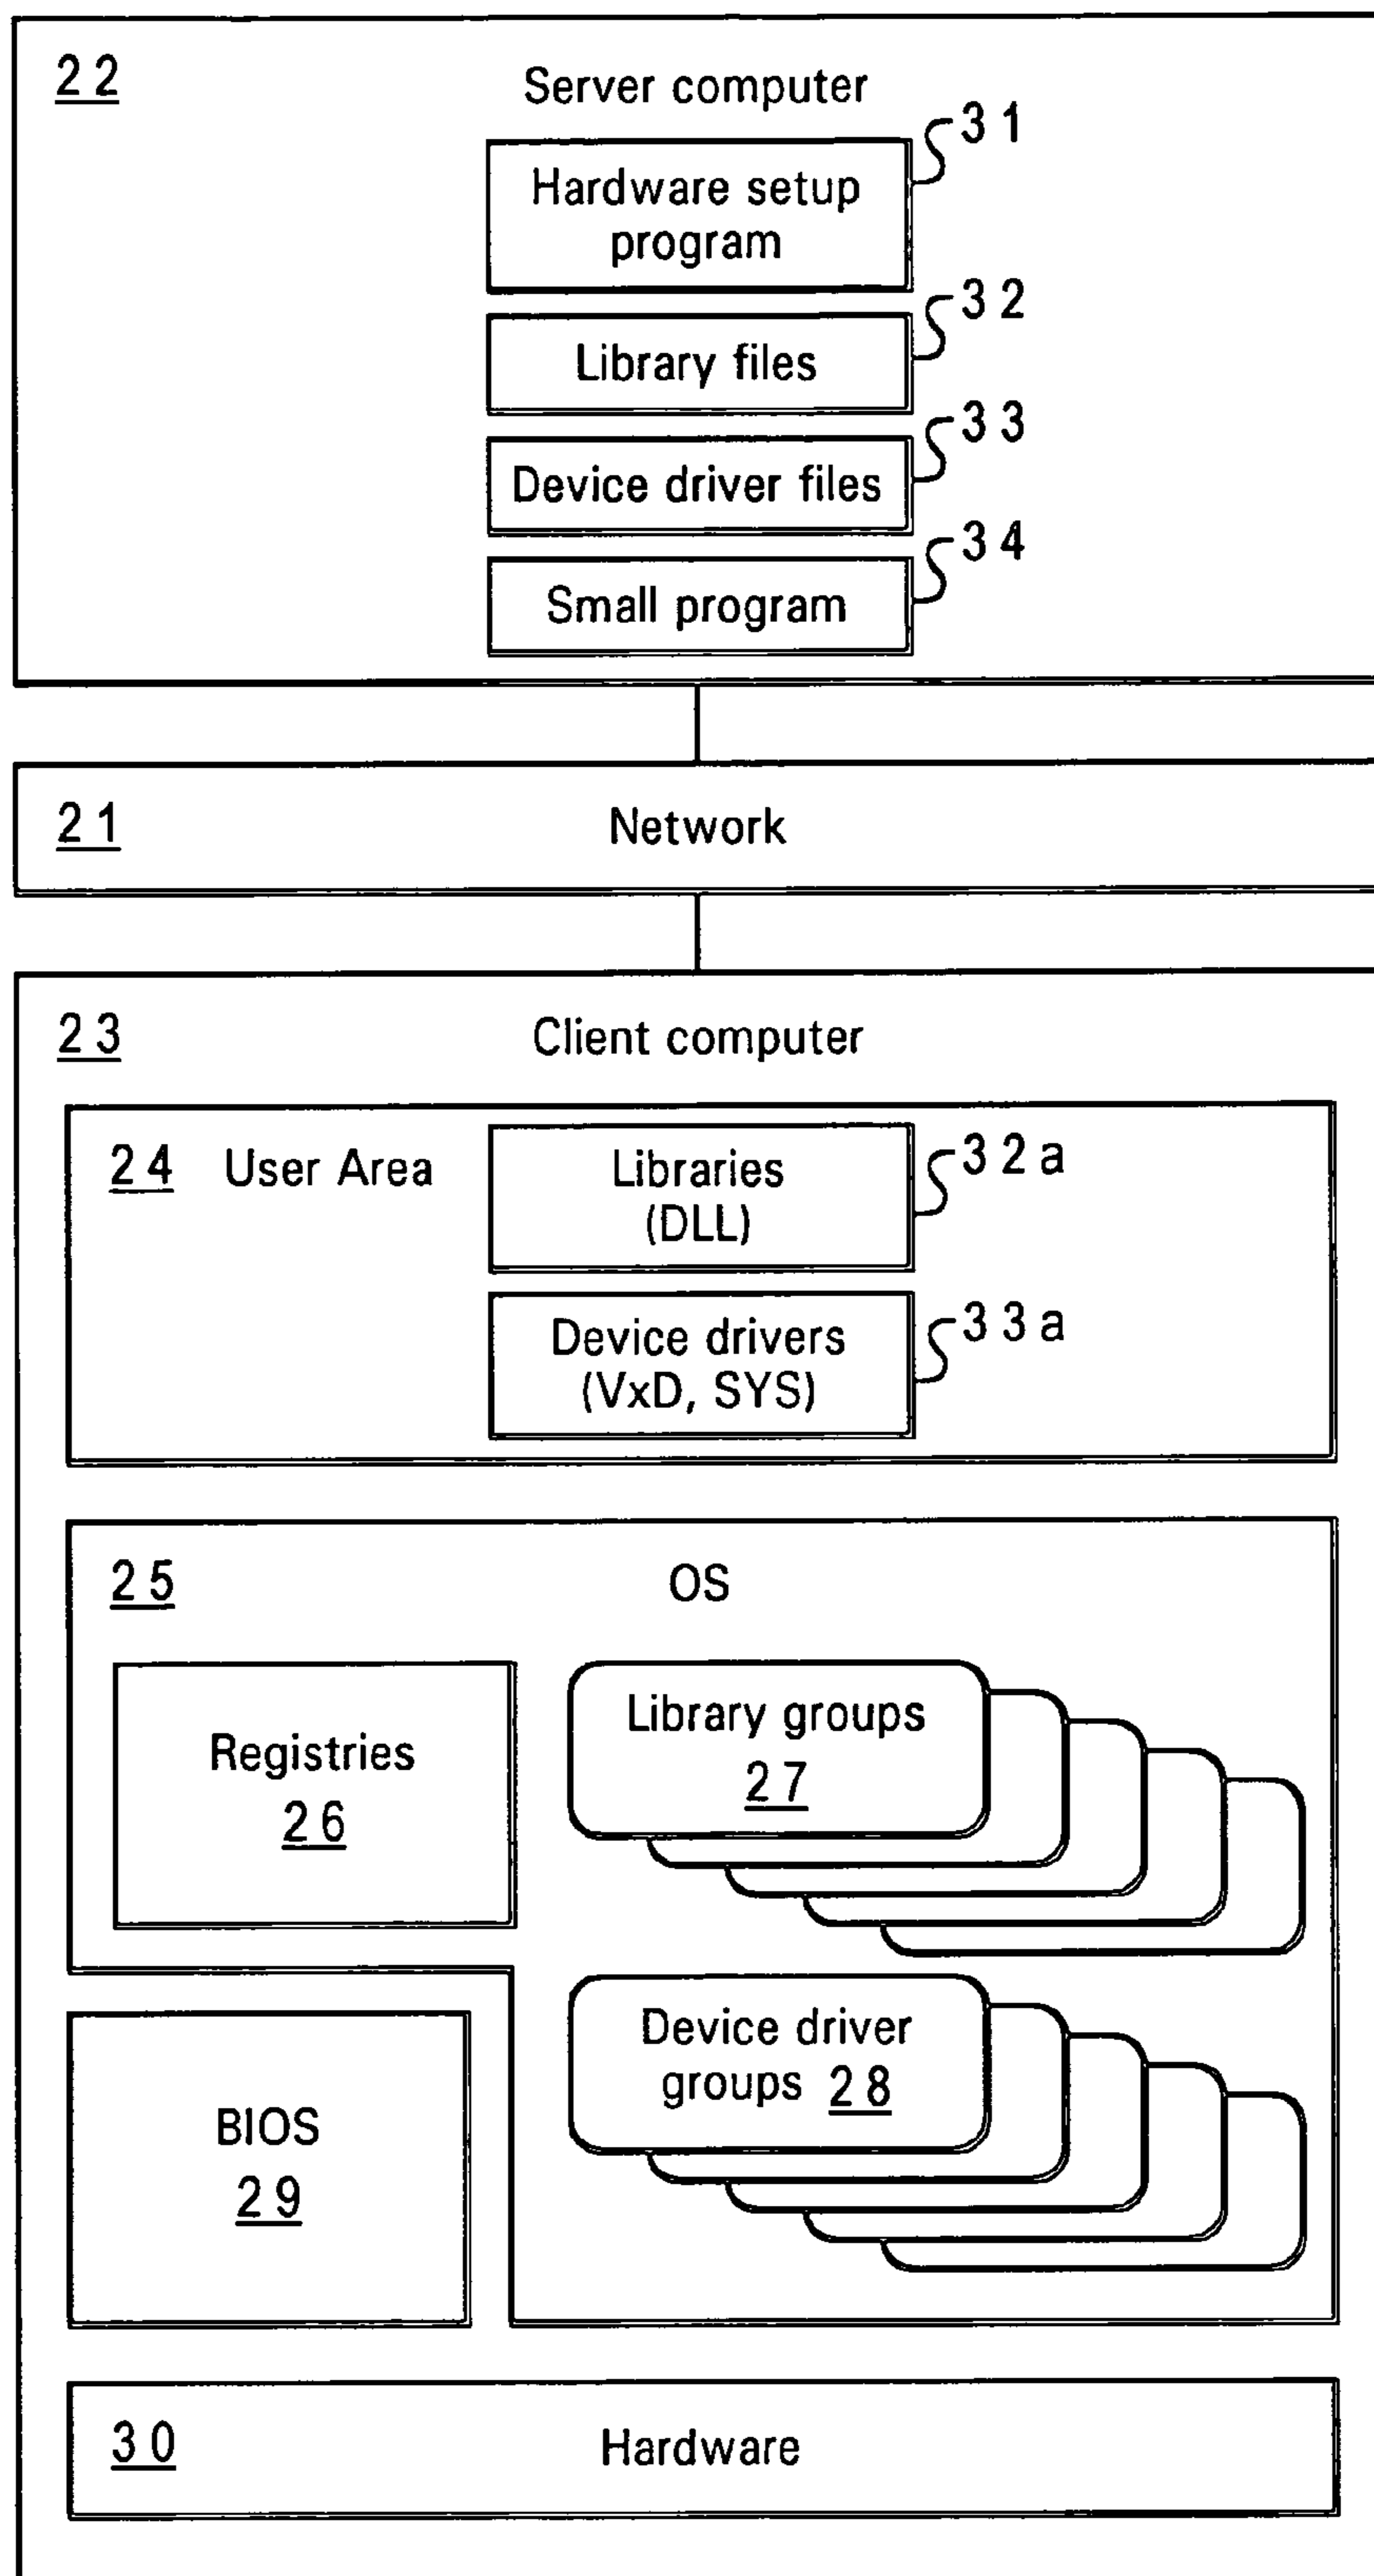 22
Server computer
31
Hardware setup
program
32
Library files
33
Device driver files
34
Small program
21
Network
23
Client computer
24 User Area
Libraries
(DLL)
32a
Device drivers
(VxD, SYS)
33a
25
OS
Registries
26
Library groups
27
Device driver
groups 28
BIOS
29
30
Hardware